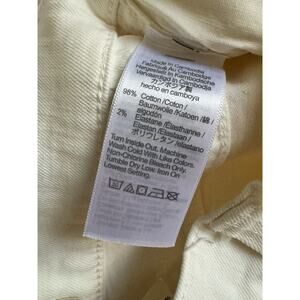 Made in Cambodia
Fabriqué Au Cambodge
Hergestellt in Kambodscha
Vervaardigd in Cambodja
カンボジア製
hecho en camboya
98% Cotton/Coton/
Baumwolle/Katoen/綿/
algodón
2% Elastane/Élasthanne/
Elastan/Elastaan/
ポリウレタン/elastano
Turn Inside Out. Machine
Wash Cold With Like Colors.
Non-Chlorine Bleach Only.
Tumble Dry Low. Iron On
Lowest Setting.